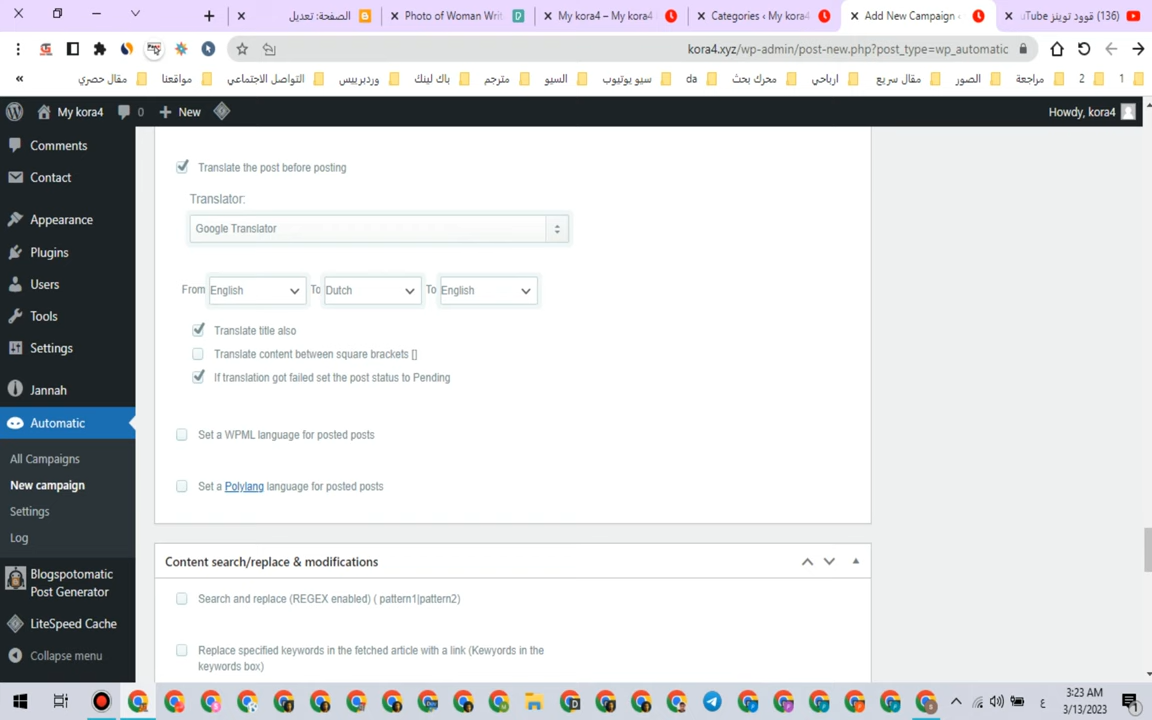 الصفحة: تعديل
Photo of Woman Wri
My kora4 – My kora4
Categories ‹ My kora4
Add New Campaign ‹
(136) قوود توينز uTube
kora4.xyz/wp-admin/post-new.php?post_type=wp_automatic
«
مقال حصري
مواقعنا
التواصل الاجتماعي
وردبرييس
باك لينك
مترجم
السيو
سيو يوتيوب
da
محرك بحث
ارباحي
مقال سريع
الصور
مراجعة
2
1
My kora4
0
New
Howdy, kora4
Comments
Contact
Appearance
Plugins
Users
Tools
Settings
Jannah
Automatic
All Campaigns
New campaign
Settings
Log
Blogspotomatic
Post Generator
LiteSpeed Cache
Collapse menu
Translate the post before posting
Translator:
Google Translator
From English To Dutch To English
Translate title also
Translate content between square brackets []
If translation got failed set the post status to Pending
Set a WPML language for posted posts
Set a Polylang language for posted posts
Content search/replace & modifications
Search and replace (REGEX enabled) ( pattern1|pattern2)
Replace specified keywords in the fetched article with a link (Kewyords in the
keywords box)
ع
3:23 AM
3/13/2023
1